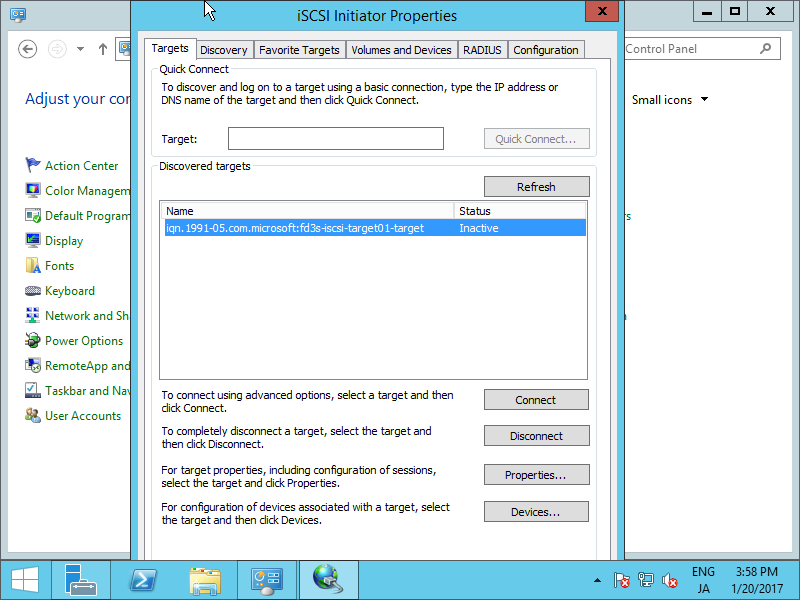 iSCSI Initiator Properties
x
x
Control Panel
Adjust your cor
Small icons
Targets
Discovery
Favorite Targets
Volumes and Devices
RADIUS
Configuration
Quick Connect
To discover and log on to a target using a basic connection, type the IP address or
DNS name of the target and then click Quick Connect.
Target:
Quick Connect...
Discovered targets
Refresh
Name
Status
iqn.1991-05.com.microsoft:fd3s-iscsi-target01-target
Inactive
Action Center
Color Managem
Default Program
rs
Display
Fonts
Keyboard
Network and Sh
Power Options
RemoteApp and
Taskbar and Nav
User Accounts
To connect using advanced options, select a target and then
click Connect.
Connect
To completely disconnect a target, select the target and
then click Disconnect.
Disconnect
For target properties, including configuration of sessions,
select the target and click Properties.
Properties...
For configuration of devices associated with a target, select
the target and then click Devices.
Devices...
ENG
JA
3:58 PM
1/20/2017